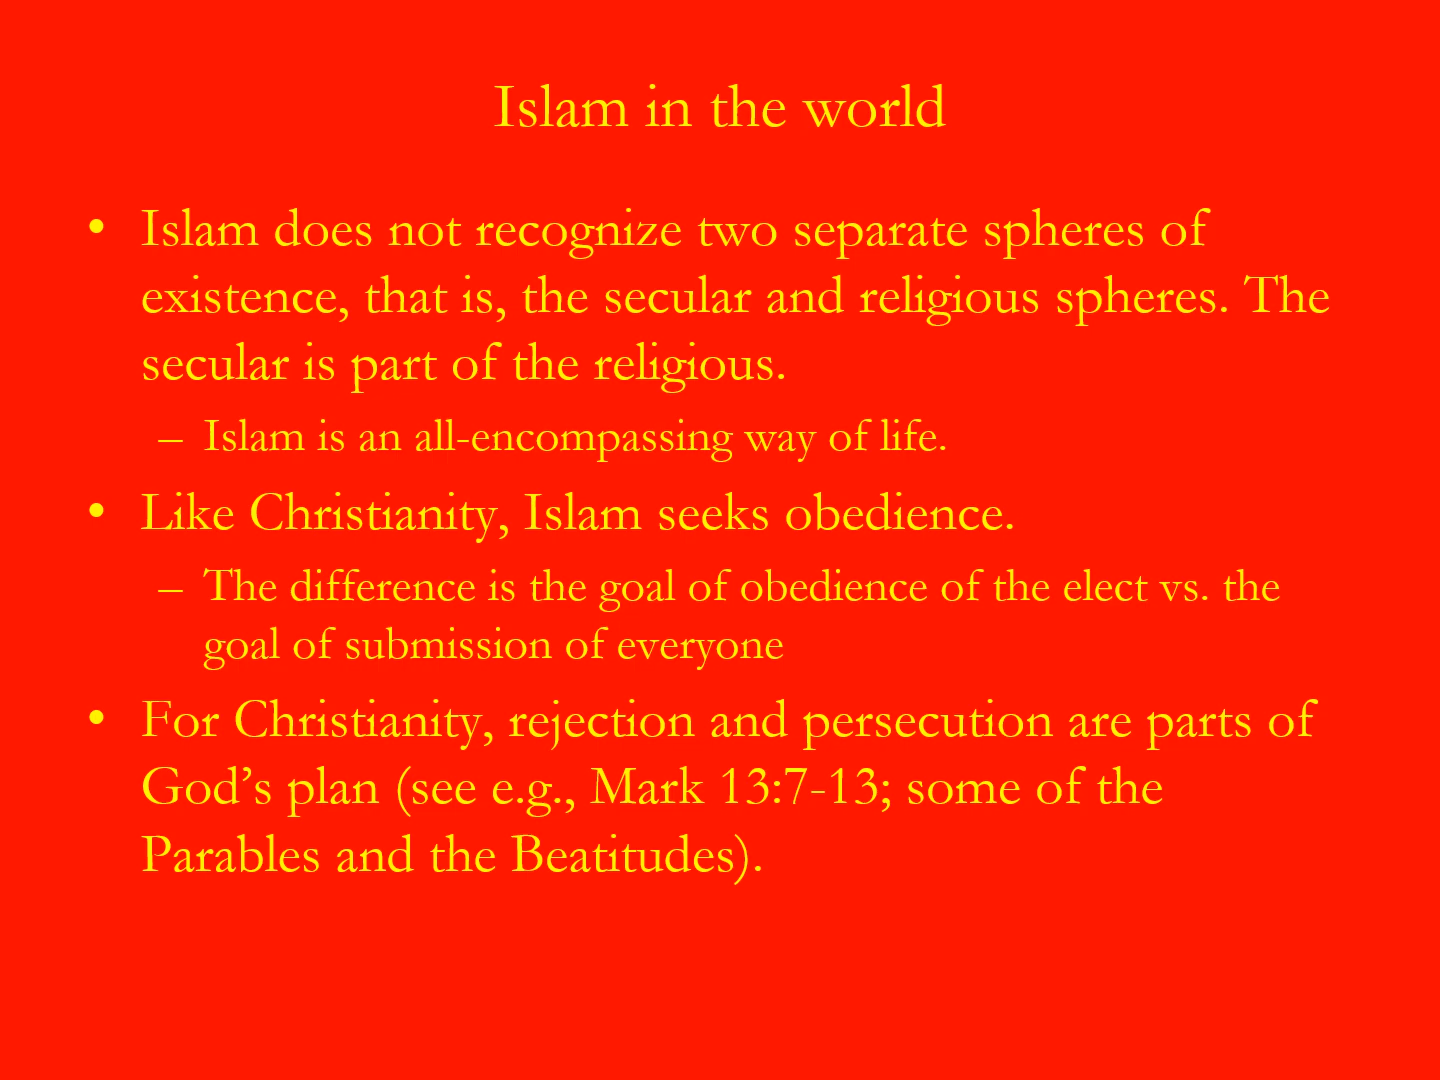 Islam in the world
• Islam does not recognize two separate spheres of
existence, that is, the secular and religious spheres. The
secular is part of the religious.
– Islam is an all-encompassing way of life.
• Like Christianity, Islam seeks obedience.
– The difference is the goal of obedience of the elect vs. the
goal of submission of everyone
• For Christianity, rejection and persecution are parts of
God’s plan (see e.g., Mark 13:7-13; some of the
Parables and the Beatitudes).